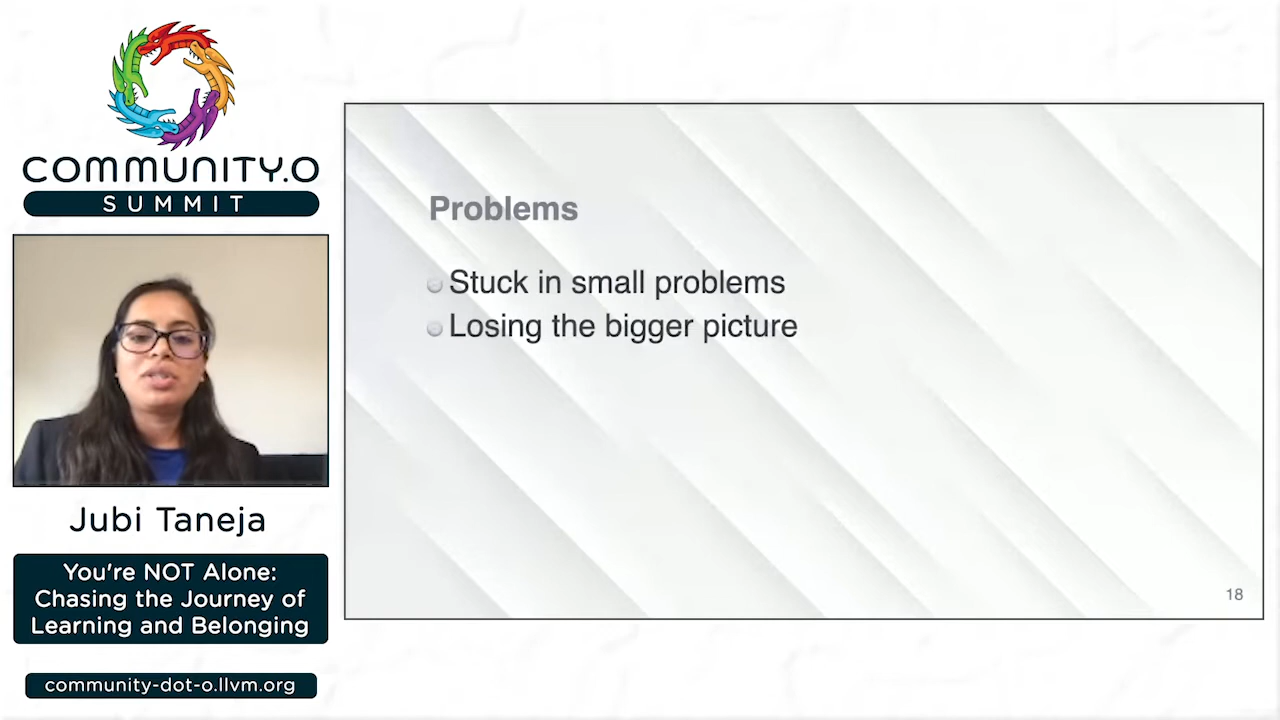 COMMUNITY.O
SUMMIT
Jubi Taneja
You're NOT Alone:
Chasing the Journey of
Learning and Belonging
community-dot-o.llvm.org
Problems
Stuck in small problems
Losing the bigger picture
18